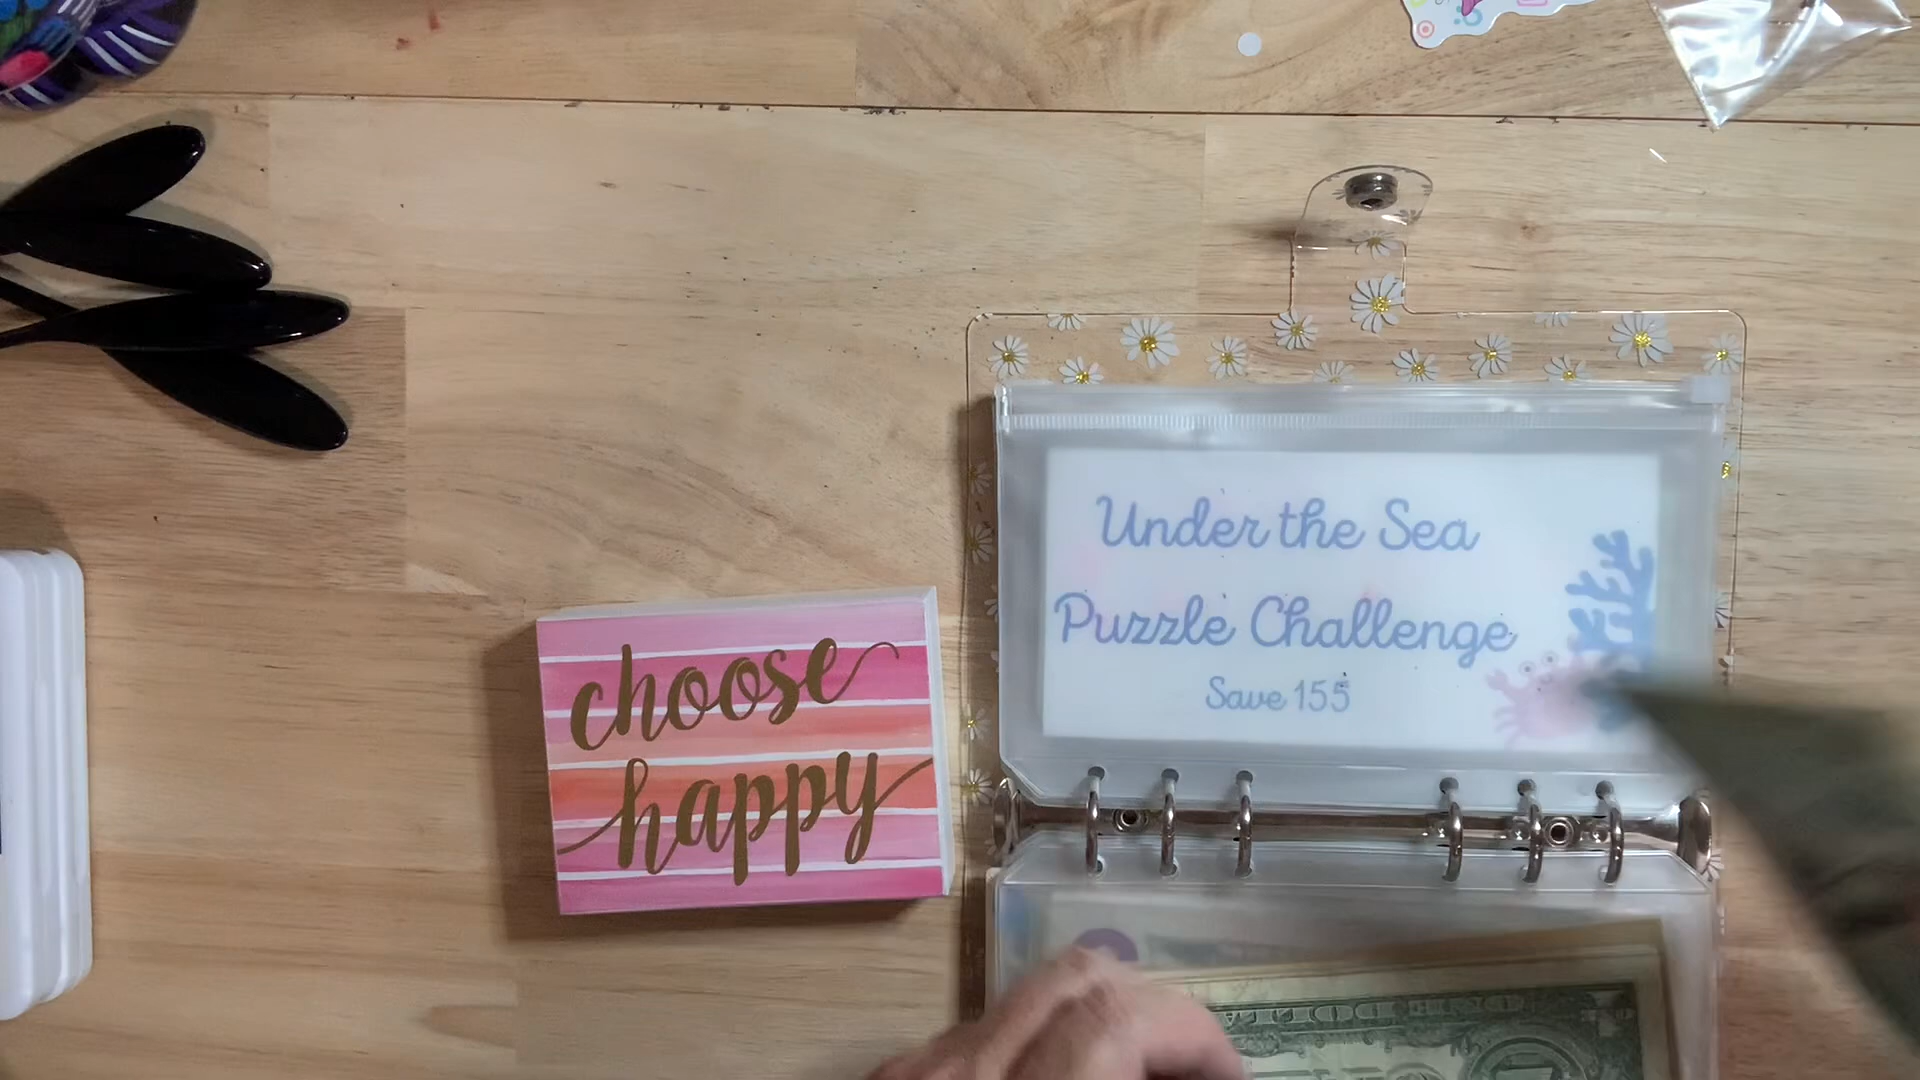 choose
happy
Under the Sea
Puzzle Challenge
Save 155